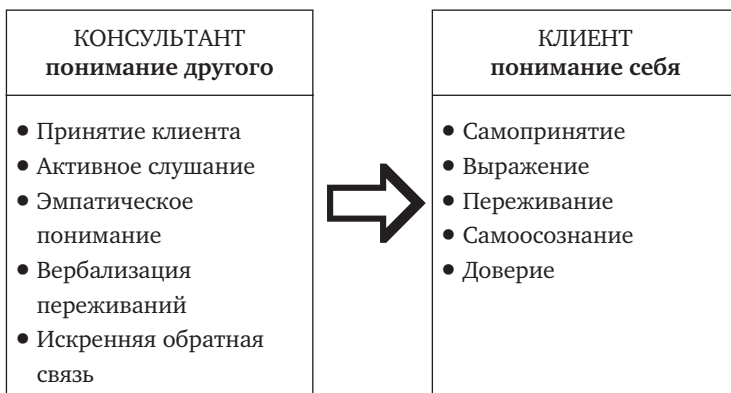 КОНСУЛЬТАНТ
понимание другого
• Принятие клиента
• Активное слушание
• Эмпатическое
понимание
• Вербализация
переживаний
• Искренняя обратная
связь
КЛИЕНТ
понимание себя
• Самопринятие
• Выражение
• Переживание
• Самоосознание
• Доверие